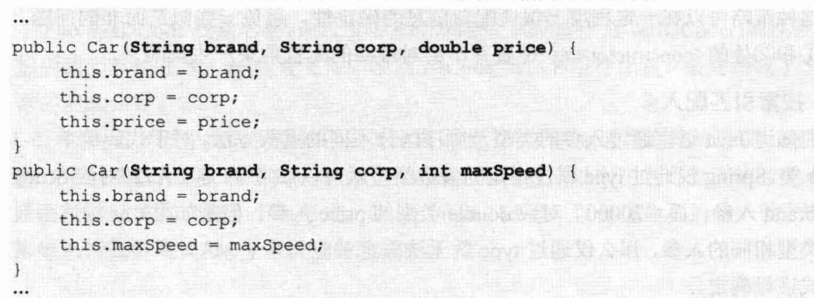 ...
public Car(String brand, String corp, double price) {
this.brand = brand;
this.corp = corp;
this.price = price;
}
public Car(String brand, String corp, int maxSpeed) {
this.brand = brand;
this.corp = corp;
this.maxSpeed = maxSpeed;
}
...